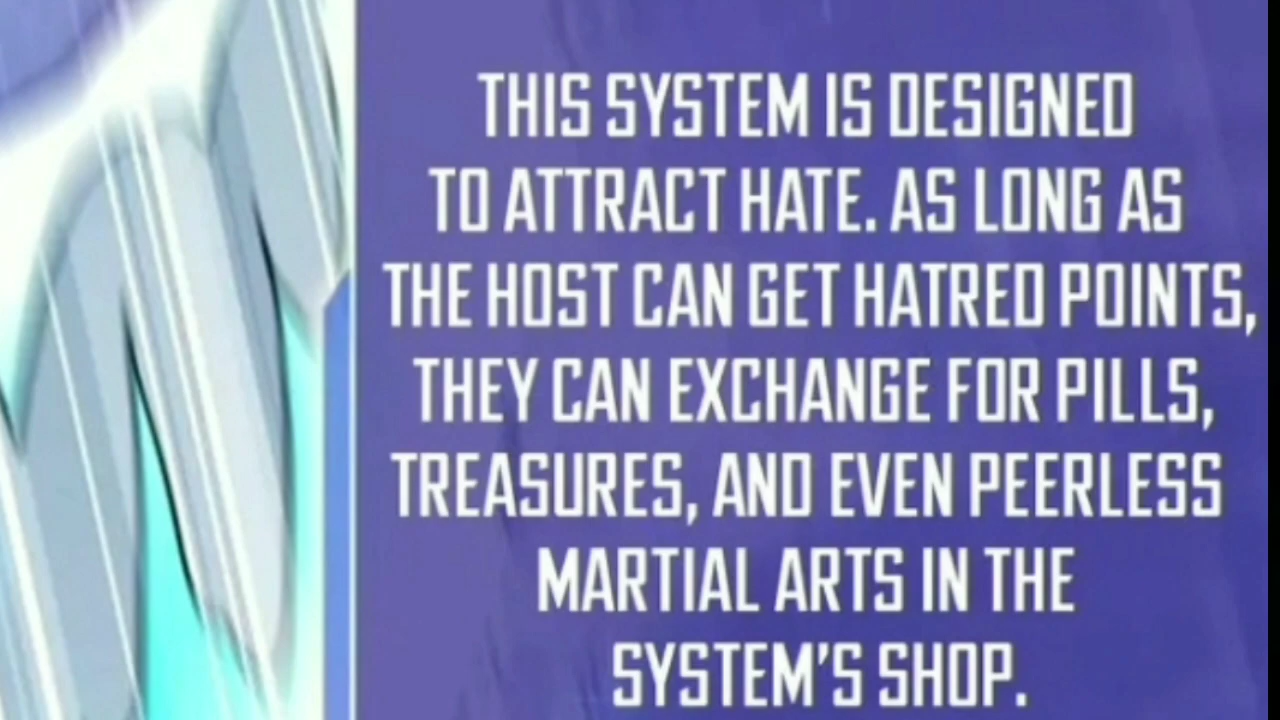 THIS SYSTEM IS DESIGNED
TO ATTRACT HATE. AS LONG AS
THE HOST CAN GET HATRED POINTS,
THEY CAN EXCHANGE FOR PILLS,
TREASURES, AND EVEN PEERLESS
MARTIAL ARTS IN THE
SYSTEM'S SHOP.